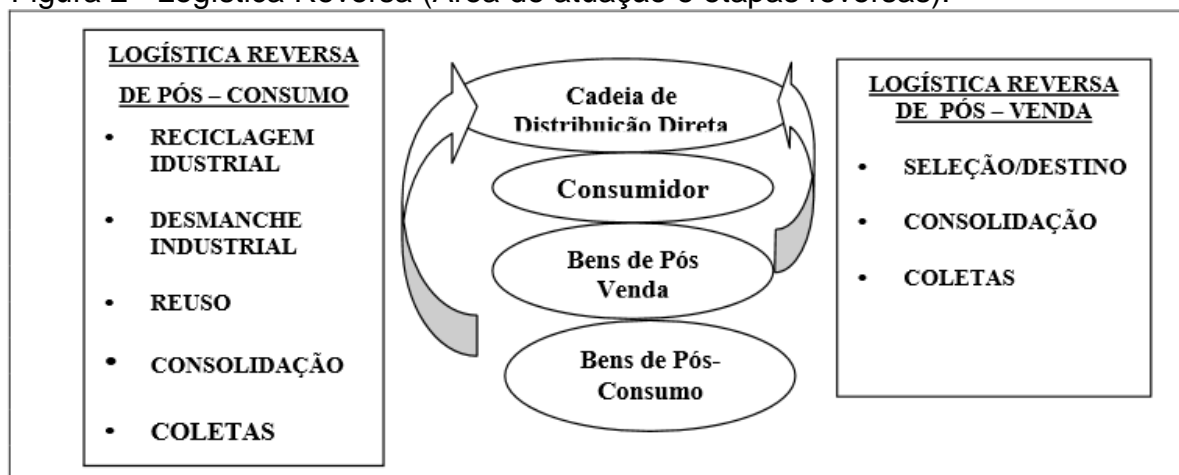 Figura 2 - Logística Reversa (Área de atuação e etapas reversas).
LOGÍSTICA REVERSA
DE PÓS – CONSUMO
• RECICLAGEM
IDUSTRIAL
• DESMANCHE
INDUSTRIAL
• REUSO
• CONSOLIDAÇÃO
• COLETAS
Cadeia de
Distribuição Direta
Consumidor
Bens de Pós
Venda
Bens de Pós-
Consumo
LOGÍSTICA REVERSA
DE PÓS – VENDA
• SELEÇÃO/DESTINO
• CONSOLIDAÇÃO
• COLETAS